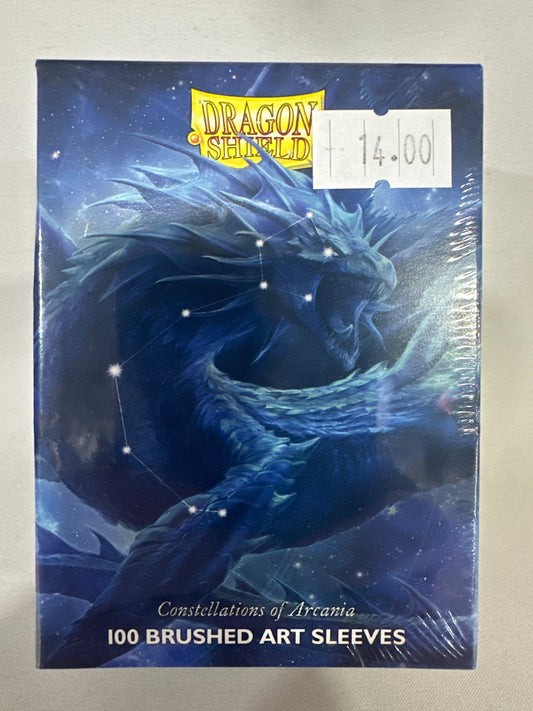 DRAGON
SHIELD
14.00
Constellations of Arcania
100 BRUSHED ART SLEEVES